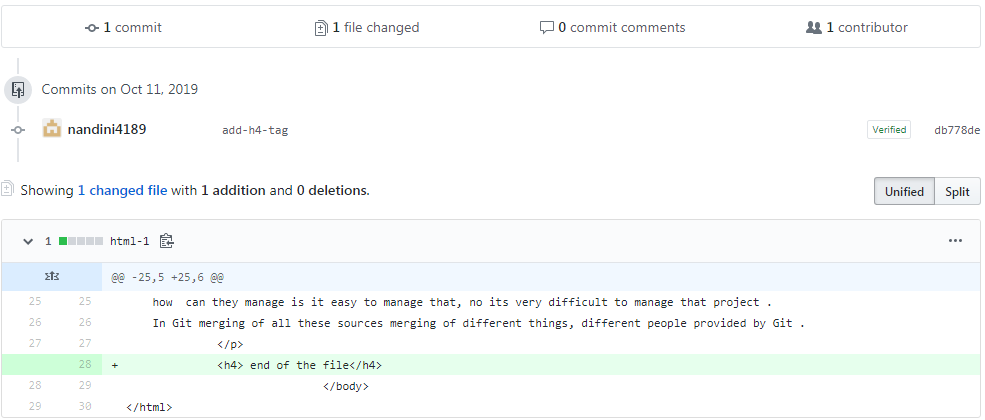 1 commit 1 file changed 0 commit comments 1 contributor
Commits on Oct 11, 2019
nandini4189 add-h4-tag Verified db778de
Showing 1 changed file with 1 addition and 0 deletions. Unified Split
1 html-1 •••
@@ -25,5 +25,6 @@
25 25 how  can they manage is it easy to manage that, no its very difficult to manage that project .
26 26 In Git merging of all these sources merging of different things, different people provided by Git .
27 27 </p>
28 + <h4> end of the file</h4>
28 29 </body>
29 30 </html>